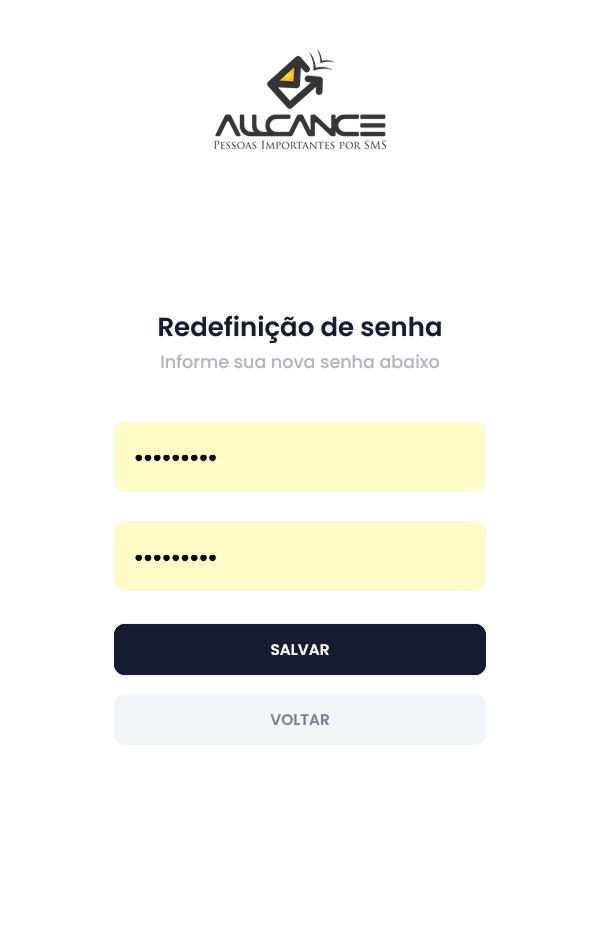 ALLCANCE
Pessoas Importantes por SMS
Redefinição de senha
Informe sua nova senha abaixo
•••••••••
•••••••••
SALVAR
VOLTAR